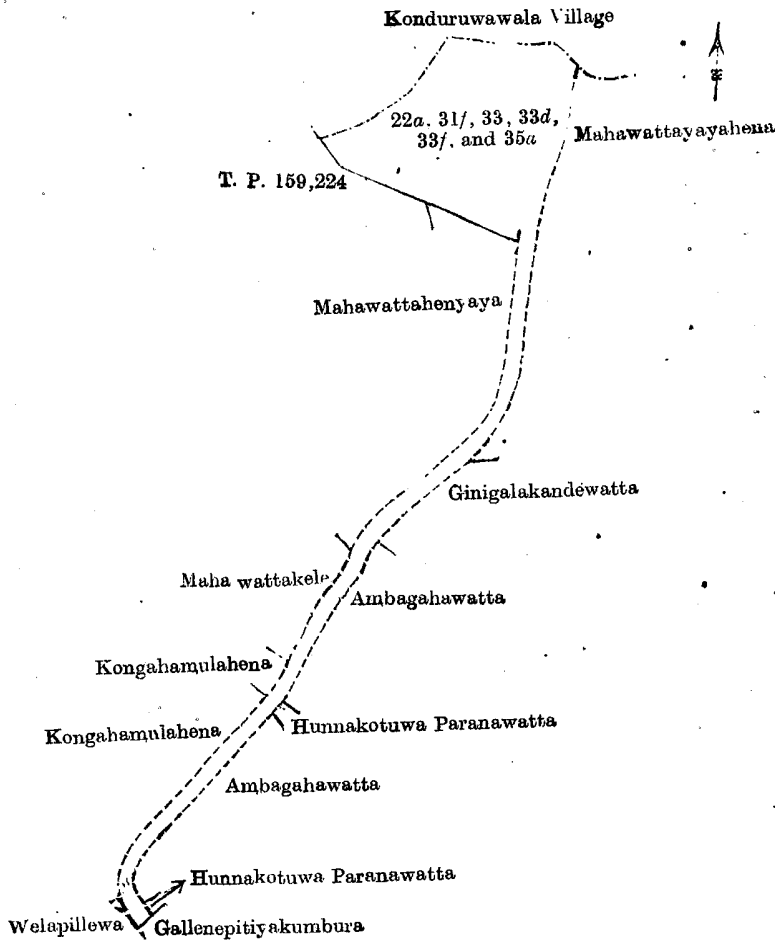 Konduruwawala Village
22a. 31f, 33, 33d,
33f, and 35a
Mahawattayayahena
T. P. 159,224
Mahawattahenyaya
Ginigalakandewatta
Maha wattakele
Ambagahawatta
Kongahamulahena
Kongahamulahena
Hunnakotuwa Paranawatta
Ambagahawatta
Hunnakotuwa Paranawatta
Welapillewa
Gallenepitiyakumbura